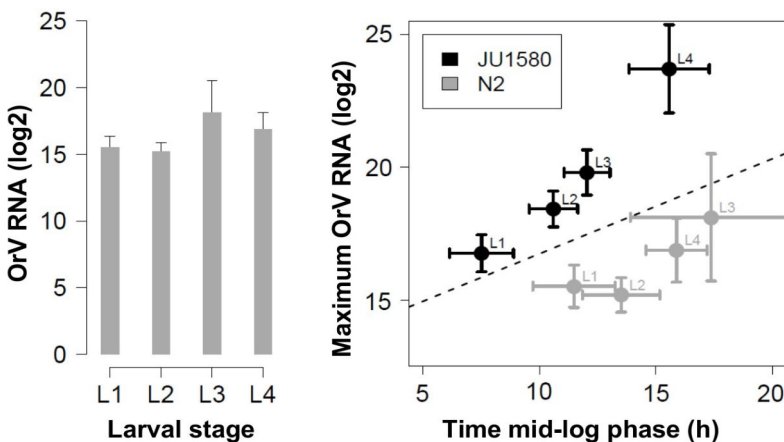 OrV RNA (log2)
25
20
15
10
5
0
L1 L2 L3 L4
Larval stage
Maximum OrV RNA (log2)
25
20
15
JU1580
N2
L4
L3
L2
L1
L3
L4
L1
L2
5 10 15 20
Time mid-log phase (h)